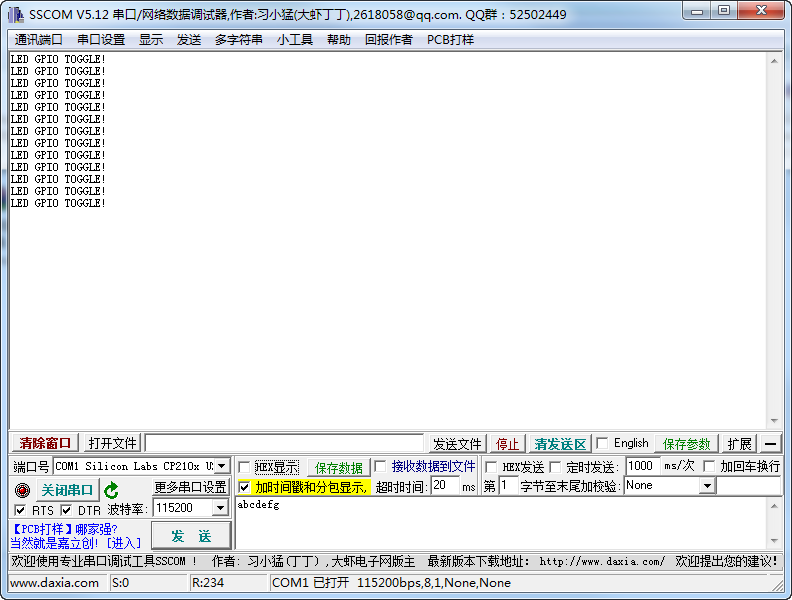 SSCOM V5.12 串口/网络数据调试器,作者:习小猛(大虾丁丁),2618058@qq.com. QQ群：52502449
通讯端口 串口设置 显示 发送 多字符串 小工具 帮助 回报作者 PCB打样
LED GPIO TOGGLE!
LED GPIO TOGGLE!
LED GPIO TOGGLE!
LED GPIO TOGGLE!
LED GPIO TOGGLE!
LED GPIO TOGGLE!
LED GPIO TOGGLE!
LED GPIO TOGGLE!
LED GPIO TOGGLE!
LED GPIO TOGGLE!
LED GPIO TOGGLE!
LED GPIO TOGGLE!
LED GPIO TOGGLE!
清除窗口 打开文件 发送文件 停止 清发送区 English 保存参数 扩展
端口号 COM1 Silicon Labs CP210x HEX显示 保存数据 接收数据到文件 HEX发送 定时发送: 1000 ms/次 加回车换行
关闭串口 更多串口设置 加时间戳和分包显示, 超时时间: 20 ms 第 1 字节至末尾加校验: None
RTS DTR 波特率: 115200 abcdefg
【PCB打样】哪家强?
当然就是嘉立创! [进入] 发 送
欢迎使用专业串口调试工具SSCOM ! 作者: 习小猛(丁丁),大虾电子网版主 最新版本下载地址: http://www.daxia.com/ 欢迎提出您的建议!
www.daxia.com S:0 R:234 COM1 已打开 115200bps,8,1,None,None